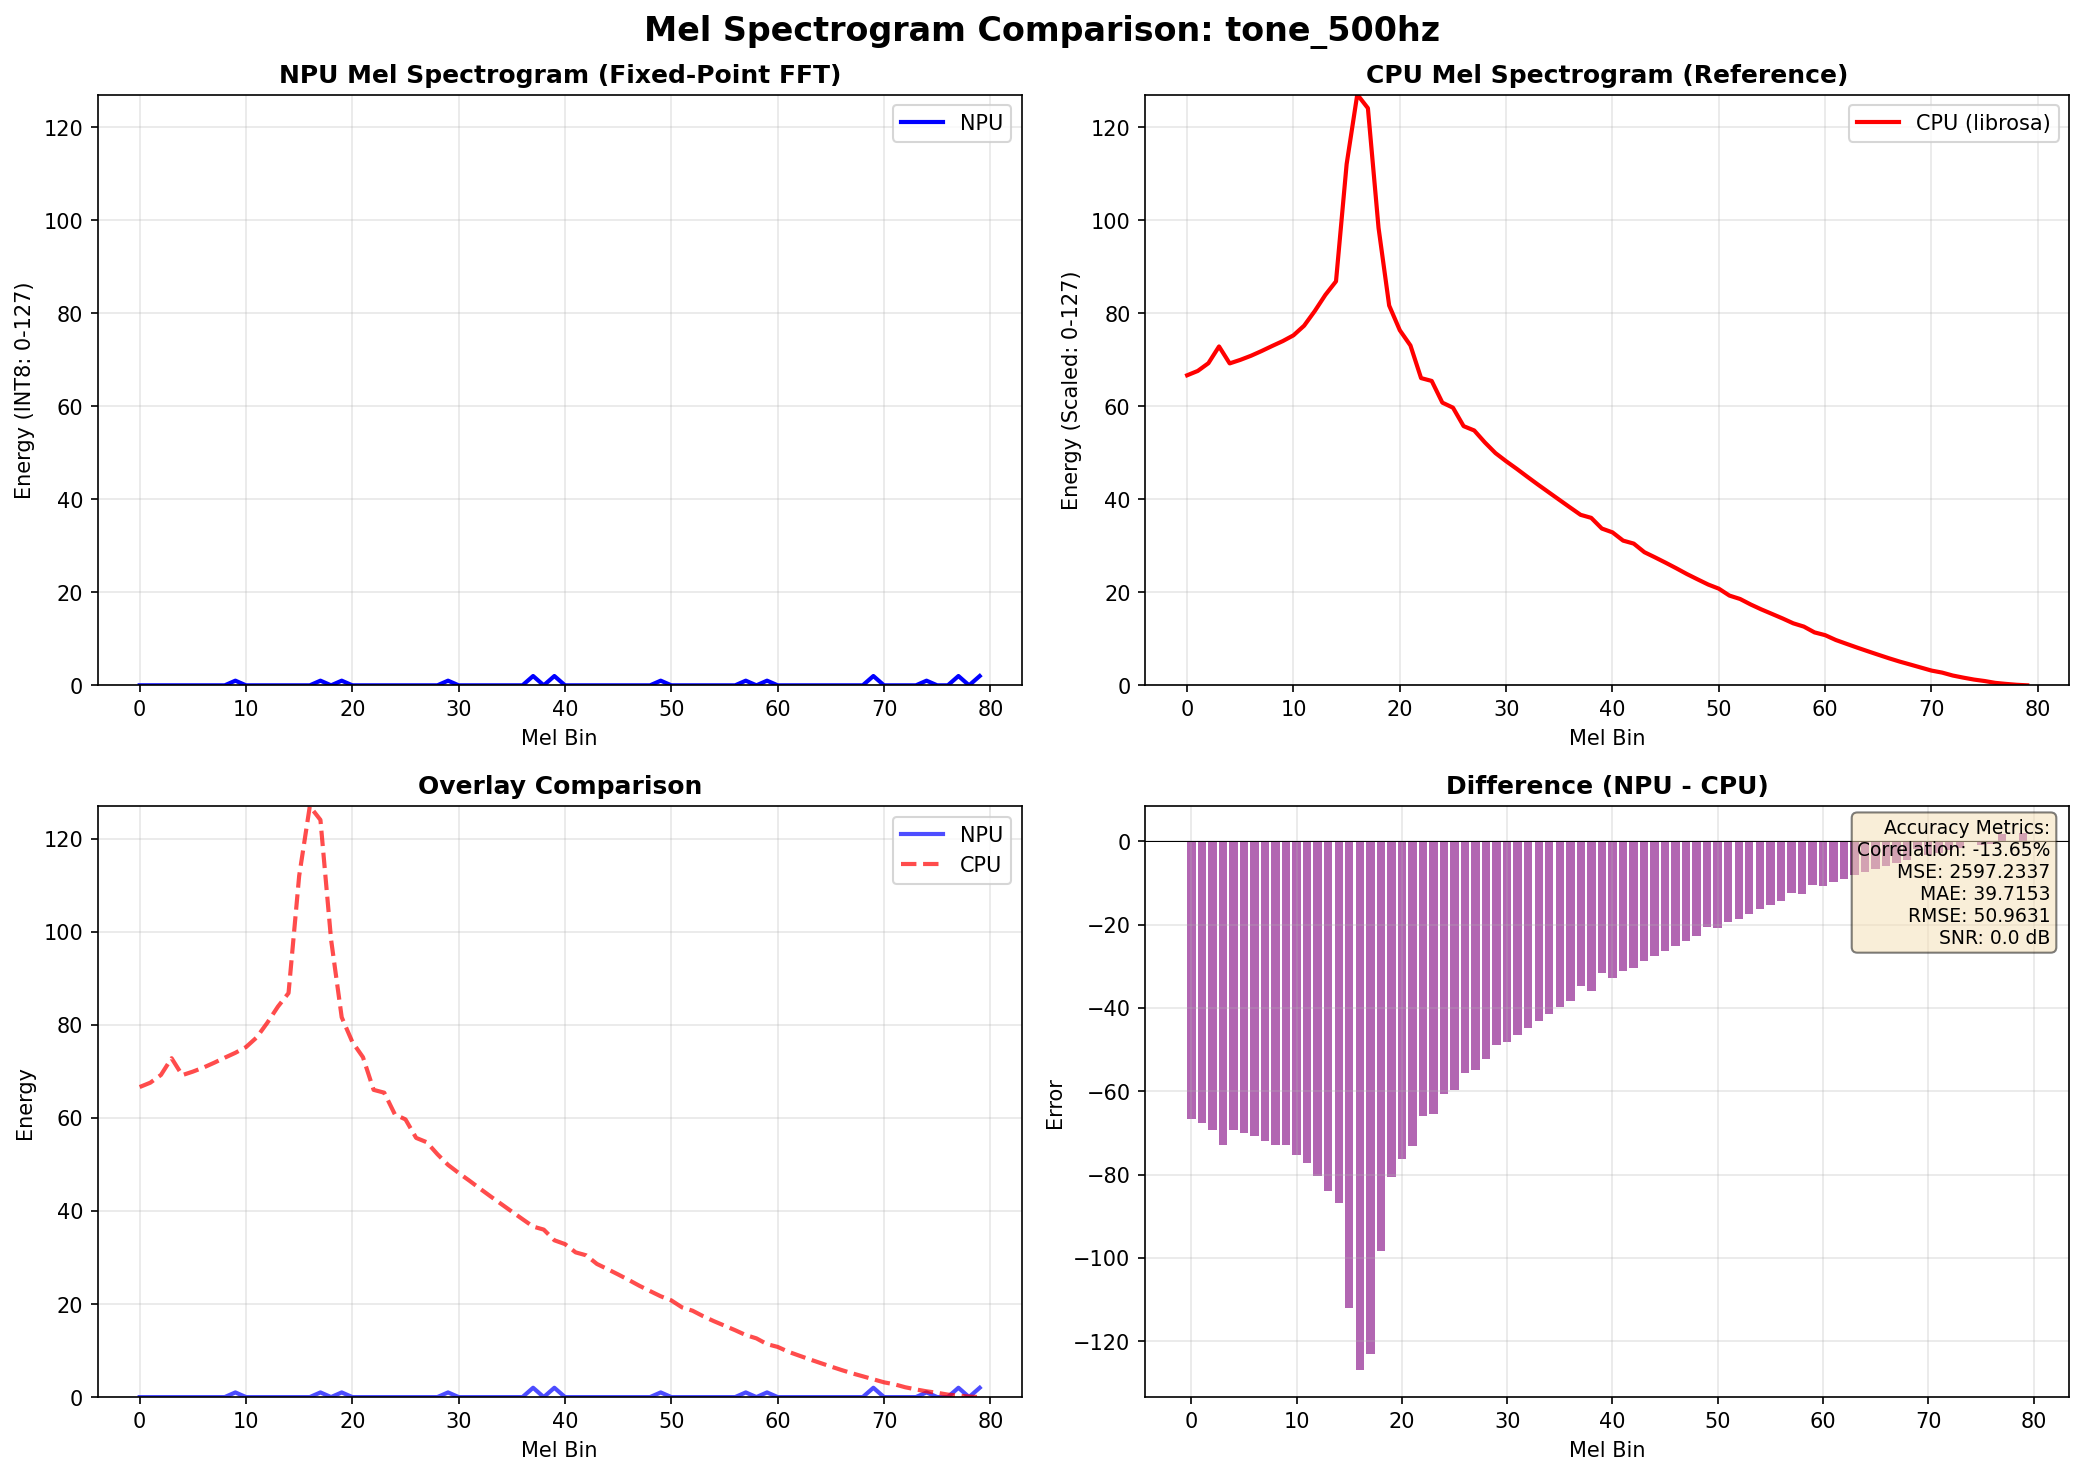 Mel Spectrogram Comparison: tone_500hz
NPU Mel Spectrogram (Fixed-Point FFT)
Energy (INT8: 0-127)
120
100
80
60
40
20
0
NPU
0 10 20 30 40 50 60 70 80
Mel Bin
CPU Mel Spectrogram (Reference)
Energy (Scaled: 0-127)
120
100
80
60
40
20
0
CPU (librosa)
0 10 20 30 40 50 60 70 80
Mel Bin
Overlay Comparison
Energy
120
100
80
60
40
20
0
NPU
CPU
0 10 20 30 40 50 60 70 80
Mel Bin
Difference (NPU - CPU)
Error
0
−20
−40
−60
−80
−100
−120
Accuracy Metrics:
Correlation: -13.65%
MSE: 2597.2337
MAE: 39.7153
RMSE: 50.9631
SNR: 0.0 dB
0 10 20 30 40 50 60 70 80
Mel Bin